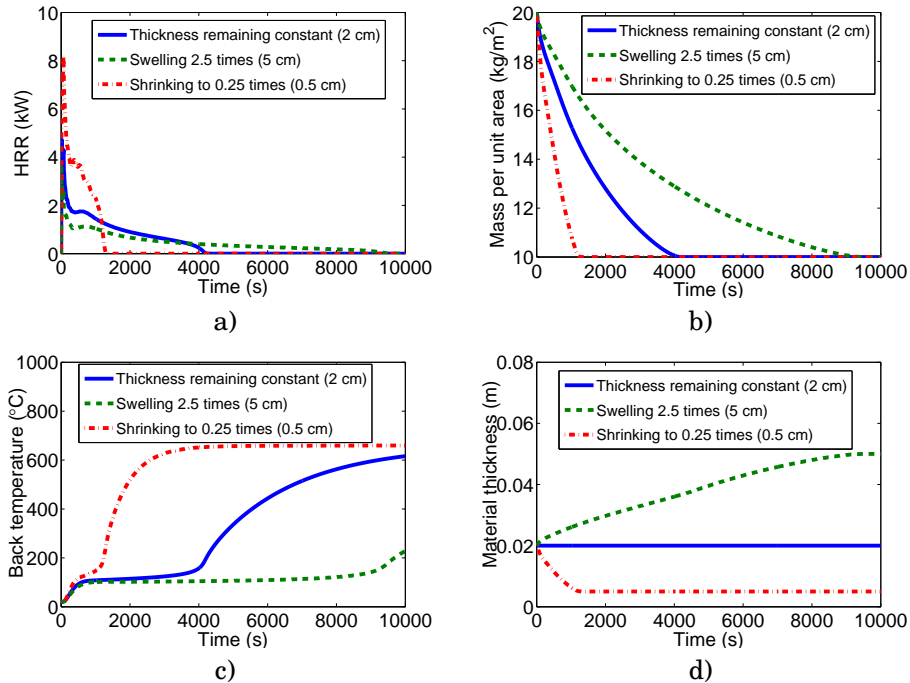 10
8
6
4
2
0
HRR (kW)
Thickness remaining constant (2 cm)
Swelling 2.5 times (5 cm)
Shrinking to 0.25 times (0.5 cm)
0 2000 4000 6000 8000 10000
Time (s)
a)
20
18
16
14
12
10
Mass per unit area (kg/m²)
Thickness remaining constant (2 cm)
Swelling 2.5 times (5 cm)
Shrinking to 0.25 times (0.5 cm)
0 2000 4000 6000 8000 10000
Time (s)
b)
1000
800
600
400
200
0
Back temperature (°C)
Thickness remaining constant (2 cm)
Swelling 2.5 times (5 cm)
Shrinking to 0.25 times (0.5 cm)
0 2000 4000 6000 8000 10000
Time (s)
c)
0.08
0.06
0.04
0.02
0
Material thickness (m)
Thickness remaining constant (2 cm)
Swelling 2.5 times (5 cm)
Shrinking to 0.25 times (0.5 cm)
0 2000 4000 6000 8000 10000
Time (s)
d)